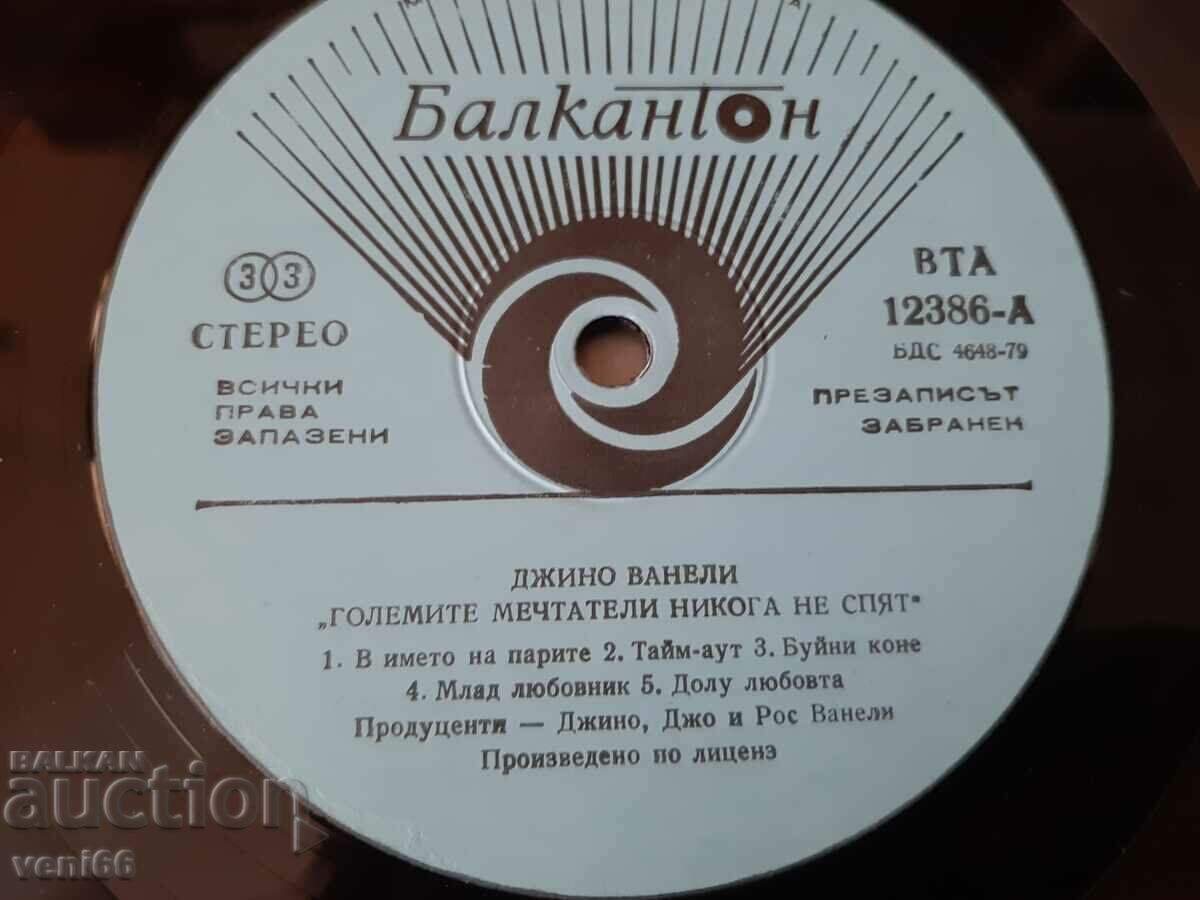 Балкантон
33
СТЕРЕО
ВСИЧКИ
ПРАВА
ЗАПАЗЕНИ
ВТА
12386-А
БДС 4648-79
ПРЕЗАПИСЪТ
ЗАБРАНЕН
ДЖИНО ВАНЕЛИ
„ГОЛЕМИТЕ МЕЧТАТЕЛИ НИКОГА НЕ СПЯТ"
1. В името на парите 2. Тайм-аут 3. Буйни коне
4. Млад любовник 5. Долу любовта
Продуценти — Джино, Джо и Рос Ванели
Произведено по лиценз
BALKAN
auction
veni66